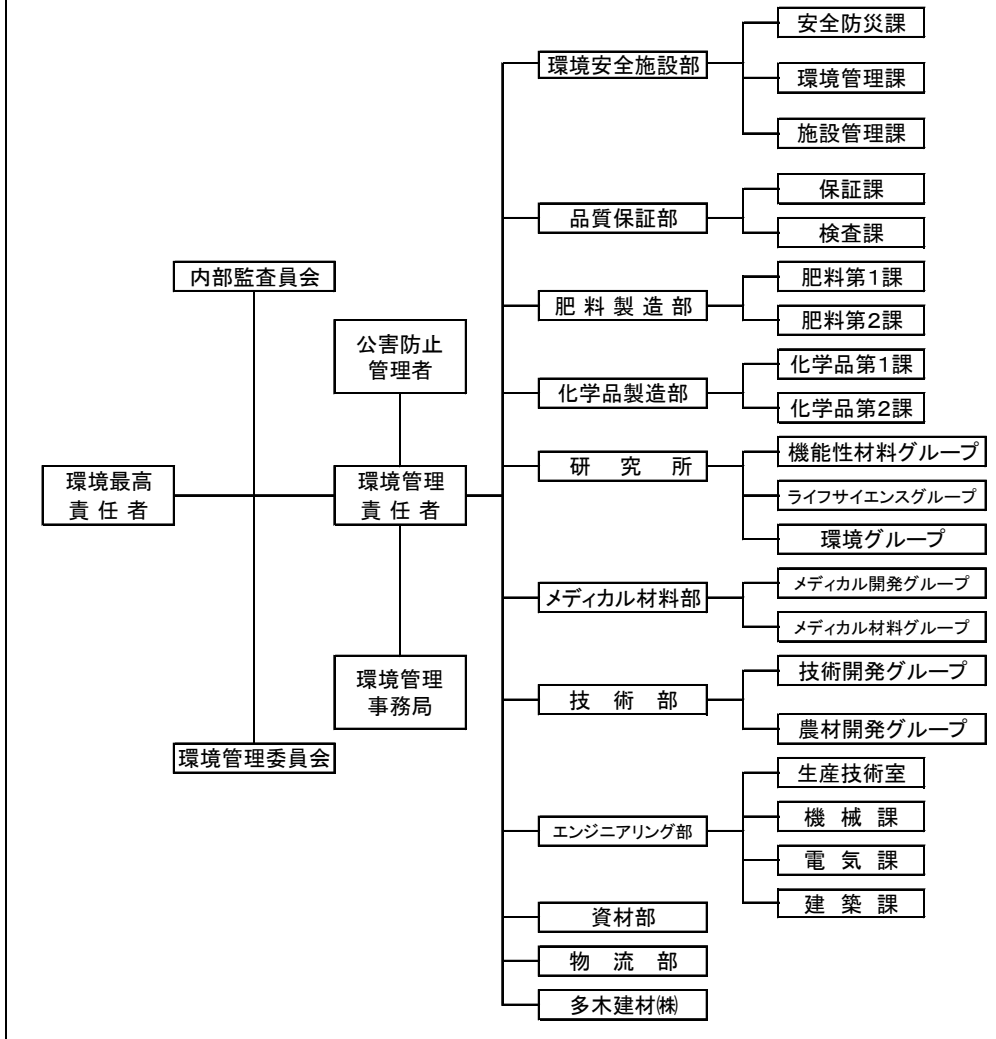 環境最高
責 任 者
内部監査員会
環境管理委員会
公害防止
管理者
環境管理
責 任 者
環境管理
事務局
環境安全施設部
安全防災課
環境管理課
施設管理課
品質保証部
保証課
検査課
肥 料 製 造 部
肥料第1課
肥料第2課
化学品製造部
化学品第1課
化学品第2課
研 究 所
機能性材料グループ
ライフサイエンスグループ
環境グループ
メディカル材料部
メディカル開発グループ
メディカル材料グループ
技 術 部
技術開発グループ
農材開発グループ
エンジニアリング部
生産技術室
機 械 課
電 気 課
建 築 課
資材部
物 流 部
多木建材㈱